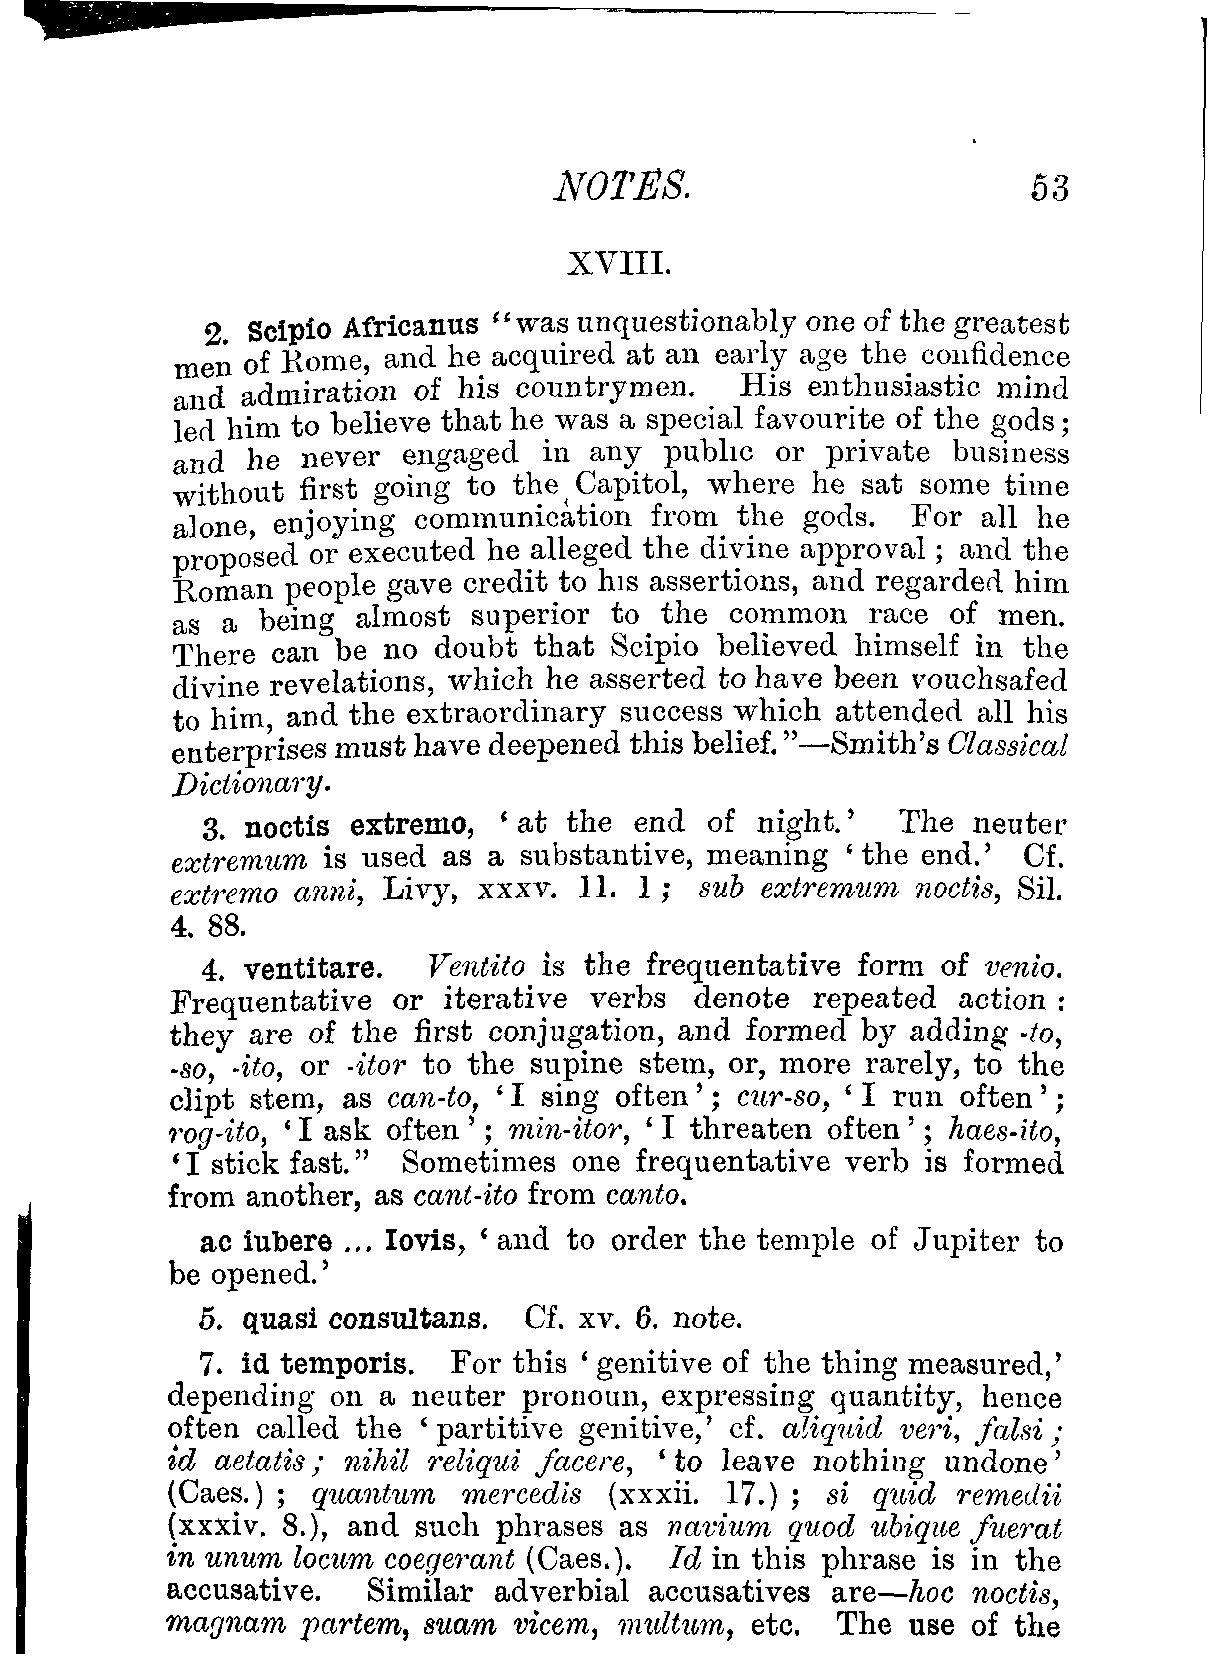 NOTES. 53
XVIII.
2. Scipio Africanus “was unquestionably one of the greatest
men of Rome, and he acquired at an early age the confidence
and admiration of his countrymen. His enthusiastic mind
led him to believe that he was a special favourite of the gods;
and he never engaged in any public or private business
without first going to the Capitol, where he sat some time
alone, enjoying communication from the gods. For all he
proposed or executed he alleged the divine approval; and the
Roman people gave credit to his assertions, and regarded him
as a being almost superior to the common race of men.
There can be no doubt that Scipio believed himself in the
divine revelations, which he asserted to have been vouchsafed
to him, and the extraordinary success which attended all his
enterprises must have deepened this belief.”—Smith's Classical
Dictionary.
3. noctis extremo, ‘at the end of night.’ The neuter
extremum is used as a substantive, meaning ‘the end.’ Cf.
extremo anni, Livy, xxxv. 11. 1; sub extremum noctis, Sil.
4. 88.
4. ventitare. Ventito is the frequentative form of venio.
Frequentative or iterative verbs denote repeated action:
they are of the first conjugation, and formed by adding -to,
-so, -ito, or -itor to the supine stem, or, more rarely, to the
clipt stem, as can-to, ‘I sing often’; cur-so, ‘I run often’;
rog-ito, ‘I ask often’; min-itor, ‘I threaten often’; haes-ito,
‘I stick fast.” Sometimes one frequentative verb is formed
from another, as cant-ito from canto.
ac iubere ... Iovis, ‘and to order the temple of Jupiter to
be opened.’
5. quasi consultans. Cf. xv. 6. note.
7. id temporis. For this ‘genitive of the thing measured,’
depending on a neuter pronoun, expressing quantity, hence
often called the ‘partitive genitive,’ cf. aliquid veri, falsi;
id aetatis; nihil reliqui facere, ‘to leave nothing undone’
(Caes.); quantum mercedis (xxxii. 17.); si quid remedii
(xxxiv. 8.), and such phrases as navium quod ubique fuerat
in unum locum coegerant (Caes.). Id in this phrase is in the
accusative. Similar adverbial accusatives are—hoc noctis,
magnam partem, suam vicem, multum, etc. The use of the